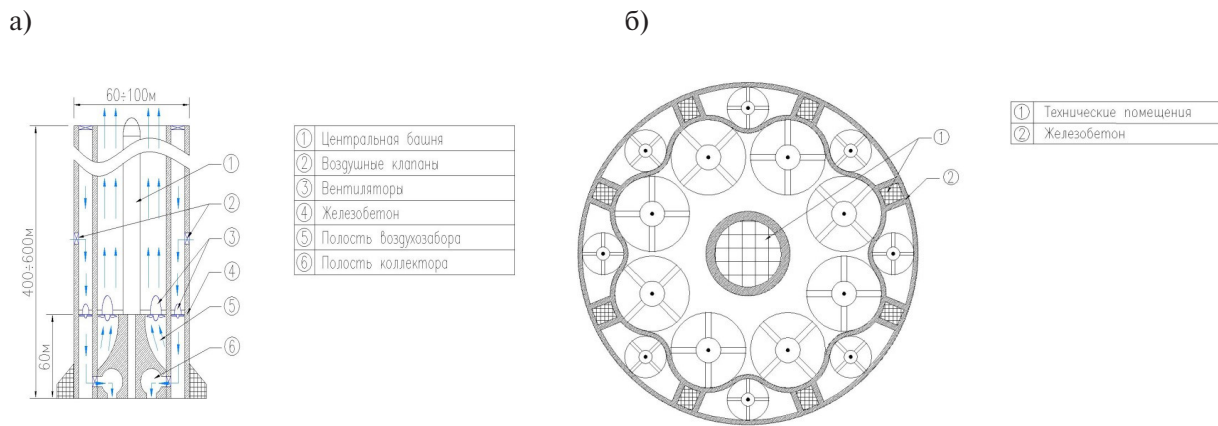 а)
б)
60÷100м
400÷600м
60м
1
2
3
4
5
6
1 Центральная башня
2 Воздушные клапаны
3 Вентиляторы
4 Железобетон
5 Полость воздухозабора
6 Полость коллектора
1
2
1 Технические помещения
2 Железобетон